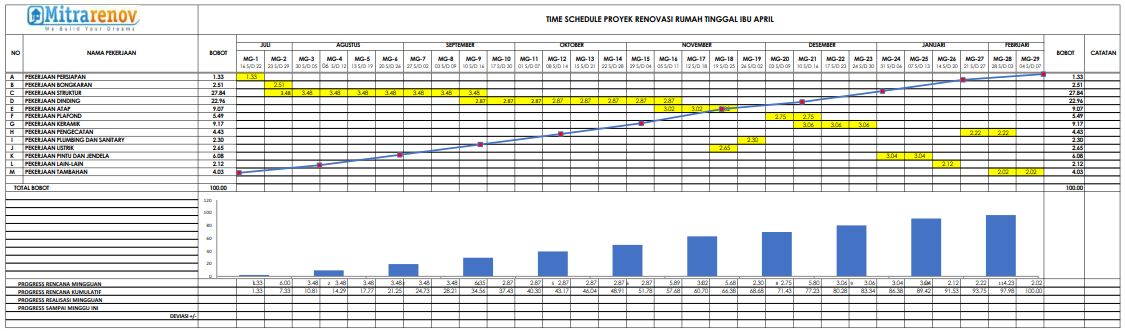 Mitrarenov
We Build Your Dreams
TIME SCHEDULE PROYEK RENOVASI RUMAH TINGGAL IBU APRIL
NO NAMA PEKERJAAN BOBOT JULI AGUSTUS SEPTEMBER OKTOBER NOVEMBER DESEMBER JANUARI FEBRUARI BOBOT CATATAN
MG-1 MG-2 MG-3 MG-4 MG-5 MG-6 MG-7 MG-8 MG-9 MG-10 MG-11 MG-12 MG-13 MG-14 MG-15 MG-16 MG-17 MG-18 MG-19 MG-20 MG-21 MG-22 MG-23 MG-24 MG-25 MG-26 MG-27 MG-28 MG-29
A PEKERJAAN PERSIAPAN 1.33 1.33 1.33
B PEKERJAAN BONGKARAN 2.51 2.51 2.51
C PEKERJAAN STRUKTUR 27.84 3.48 3.48 3.48 3.48 3.48 3.48 3.48 3.48 27.84
D PEKERJAAN DINDING 22.96 2.87 2.87 2.87 2.87 2.87 2.87 2.87 2.87 22.96
E PEKERJAAN ATAP 9.07 3.02 3.02 9.07
F PEKERJAAN PLAFOND 5.49 2.75 2.75 5.49
G PEKERJAAN KERAMIK 9.17 3.06 3.06 3.06 9.17
H PEKERJAAN PENGECATAN 4.43 2.22 2.22 4.43
I PEKERJAAN PLUMBING DAN SANITARY 2.30 2.30 2.30
J PEKERJAAN LISTRIK 2.65 2.65 2.65
K PEKERJAAN PINTU DAN JENDELA 6.08 3.04 3.04 6.08
L PEKERJAAN LAIN-LAIN 2.12 2.12 2.12
M PEKERJAAN TAMBAHAN 4.03 2.02 2.02 4.03
TOTAL BOBOT 100.00 100.00
120
100
80
60
40
20
0
PROGRESS RENCANA MINGGUAN 6.00 3.48 3.48 3.48 3.48 3.48 3.48 2.87 2.87 2.87 2.87 2.87 2.87 5.89 5.68 2.30 2.75 5.80 3.06 3.06 3.04 2.12 2.22 2.02
PROGRESS RENCANA KUMULATIF 1.33 7.33 10.81 14.29 17.77 21.25 24.73 28.21 34.56 37.43 40.30 43.17 46.04 48.91 51.78 57.68 60.70 66.38 68.68 71.43 77.23 80.28 83.34 86.38 89.42 91.53 93.75 97.98 100.00
PROGRESS REALISASI MINGGUAN
PROGRESS SAMPAI MINGGU INI
DEVIASI +/-